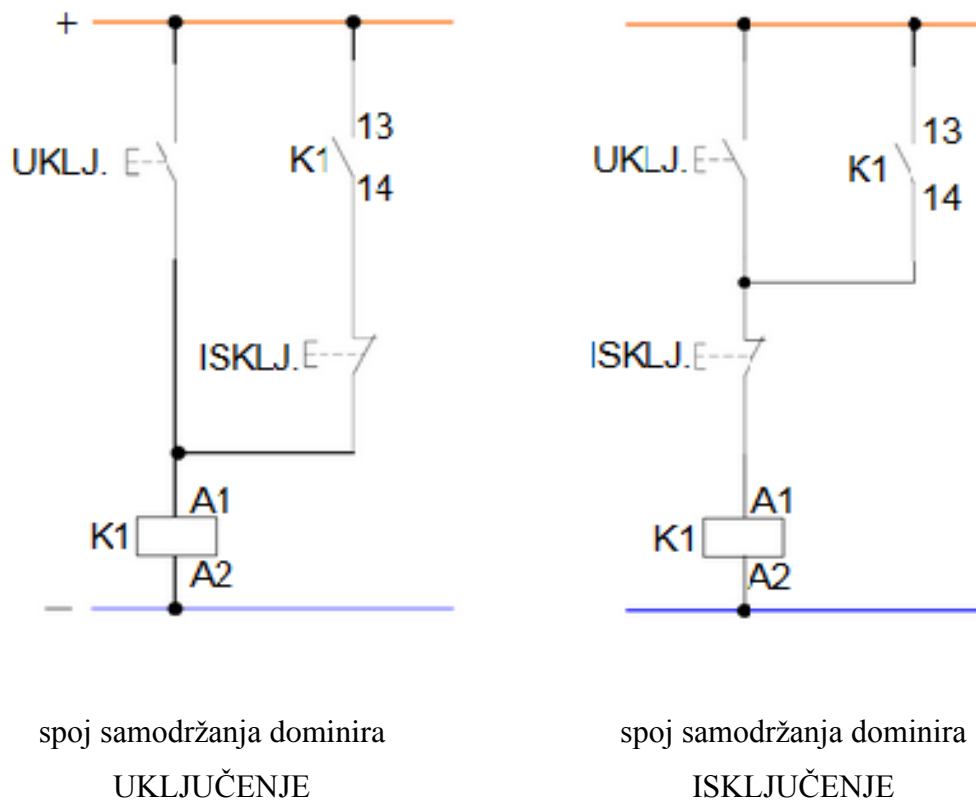 +
13
UKLJ.
K1
14
ISKLJ.
A1
K1
A2
—
13
UKLJ.
K1
14
ISKLJ.
A1
K1
A2
spoj samodržanja dominira
UKLJUČENJE
spoj samodržanja dominira
ISKLJUČENJE